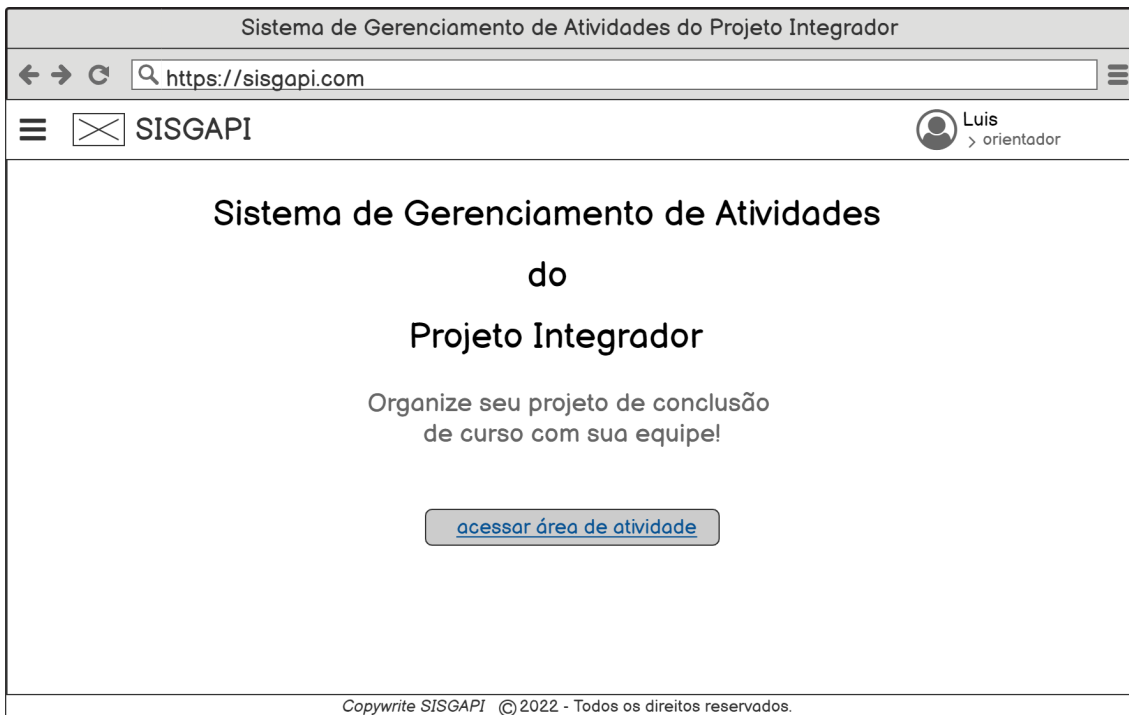 Sistema de Gerenciamento de Atividades do Projeto Integrador
https://sisgapi.com
SISGAPI
Luis
> orientador
Sistema de Gerenciamento de Atividades
do
Projeto Integrador
Organize seu projeto de conclusão
de curso com sua equipe!
acessar área de atividade
Copywrite SISGAPI © 2022 - Todos os direitos reservados.